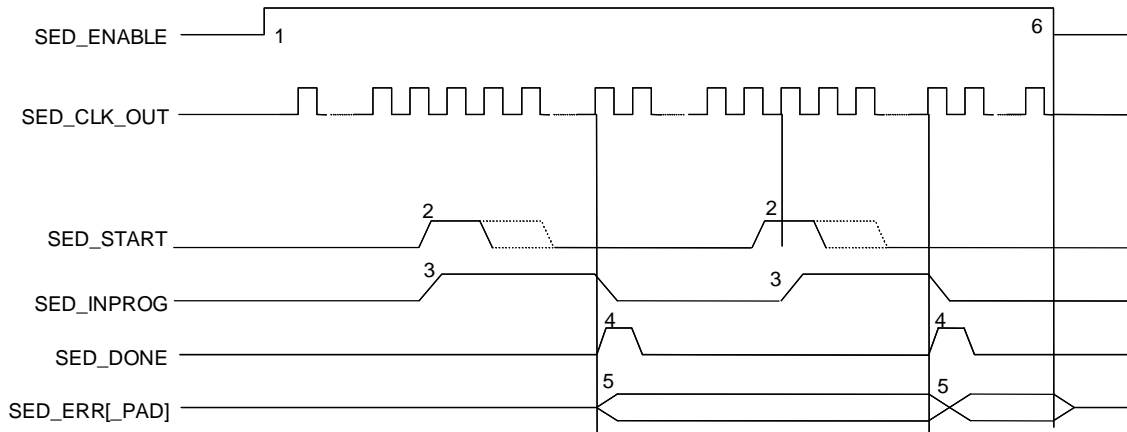 SED_ENABLE 1 6
SED_CLK_OUT
SED_START 2 2
SED_INPROG 3 3
SED_DONE 4 4
SED_ERR[_PAD] 5 5